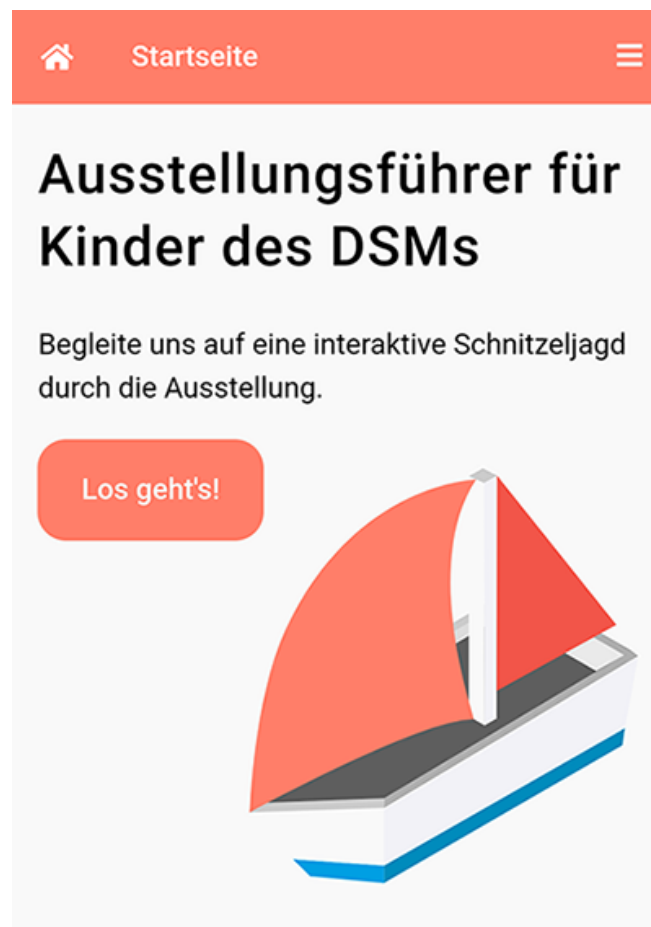 Startseite
Ausstellungsführer für
Kinder des DSMs
Begleite uns auf eine interaktive Schnitzeljagd
durch die Ausstellung.
Los geht's!